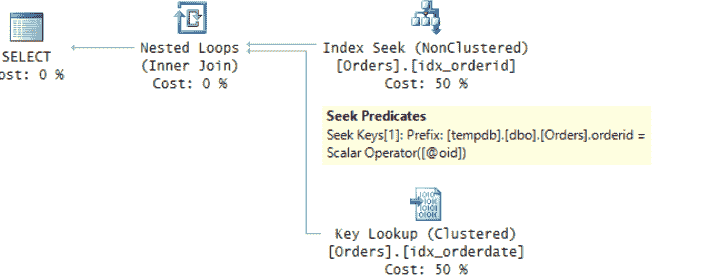 SELECT
ost: 0 %
Nested Loops
(Inner Join)
Cost: 0 %
Index Seek (NonClustered)
[Orders].[idx_orderid]
Cost: 50 %
Seek Predicates
Seek Keys[1]: Prefix: [tempdb].[dbo].[Orders].orderid =
Scalar Operator([@oid])
Key Lookup (Clustered)
[Orders].[idx_orderdate]
Cost: 50 %